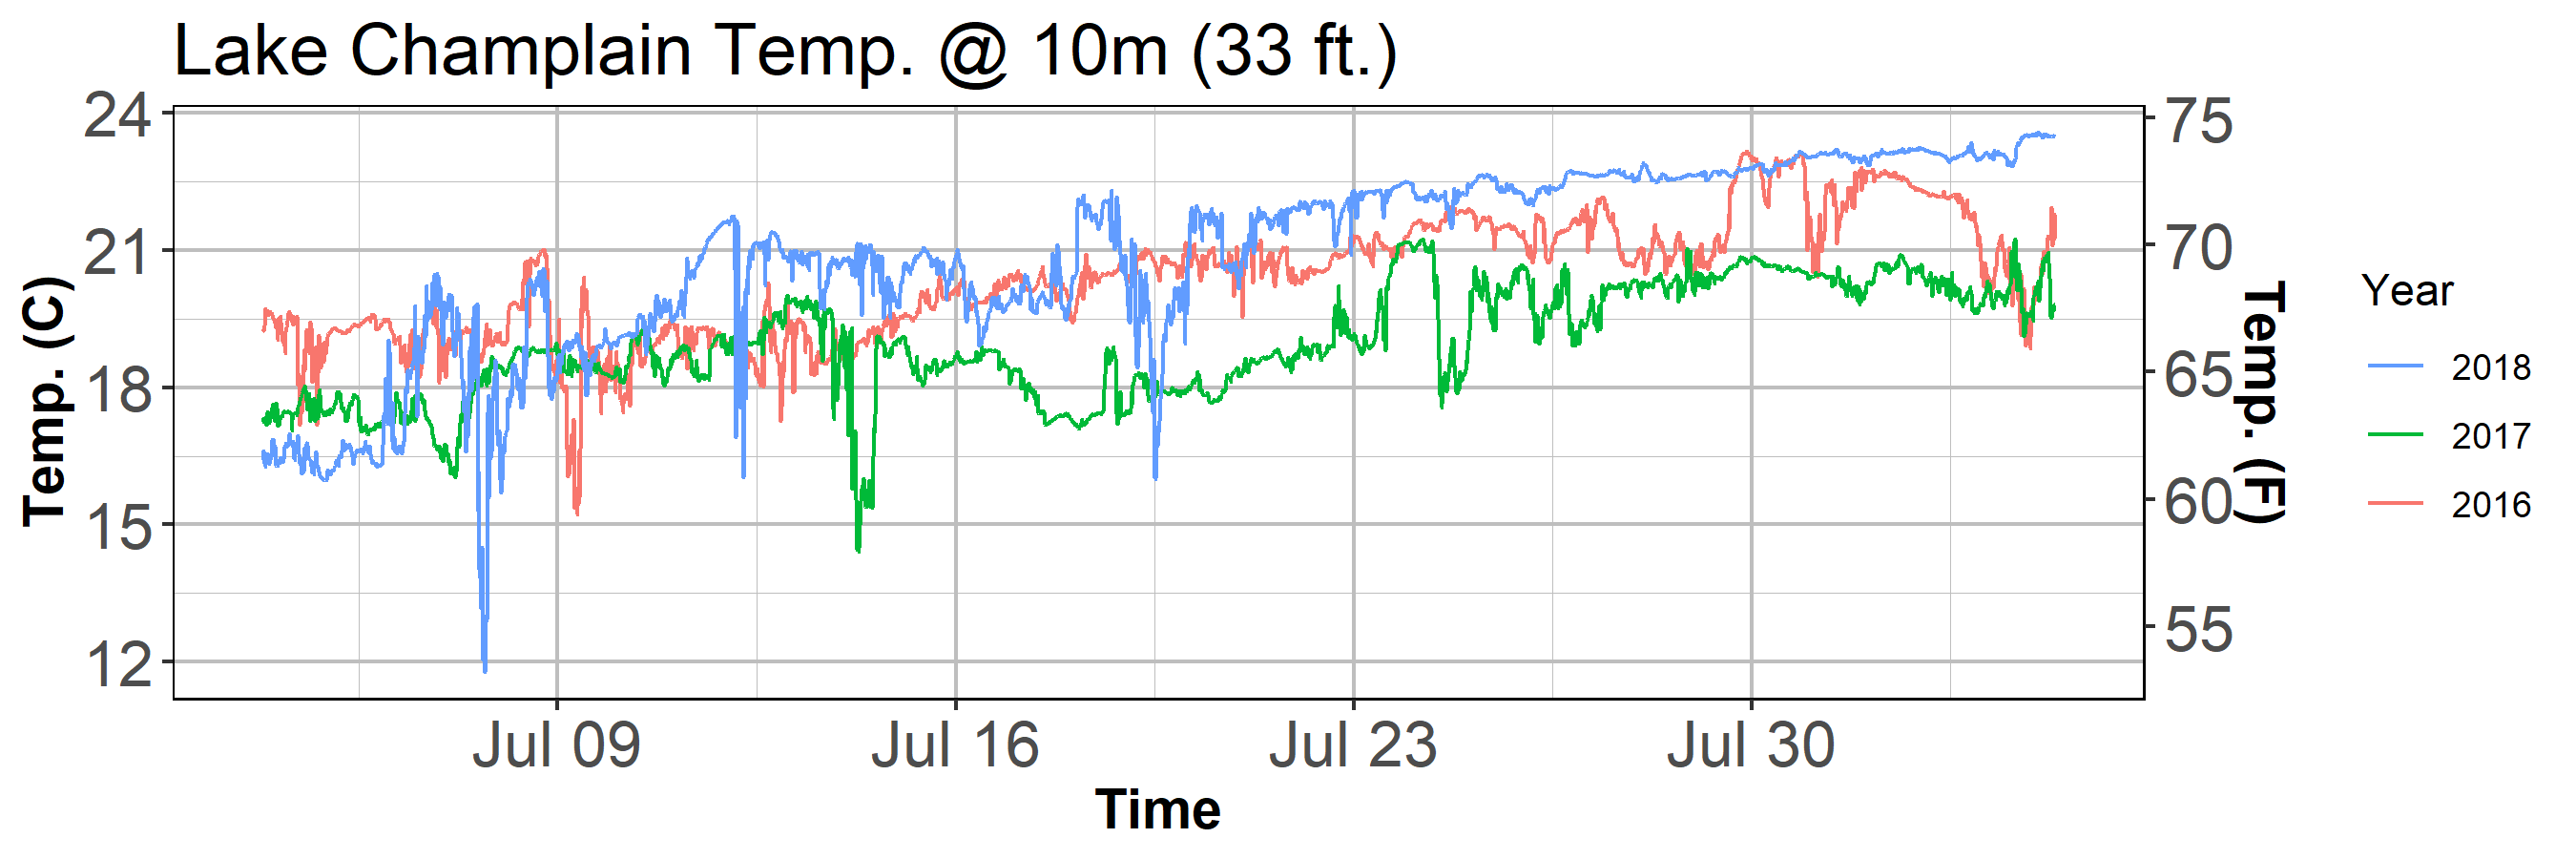 Lake Champlain Temp. @ 10m (33 ft.)
24
21
18
15
12
Temp. (C)
75
70
65
60
55
Temp. (F)
Jul 09 Jul 16 Jul 23 Jul 30
Time
Year
2018
2017
2016